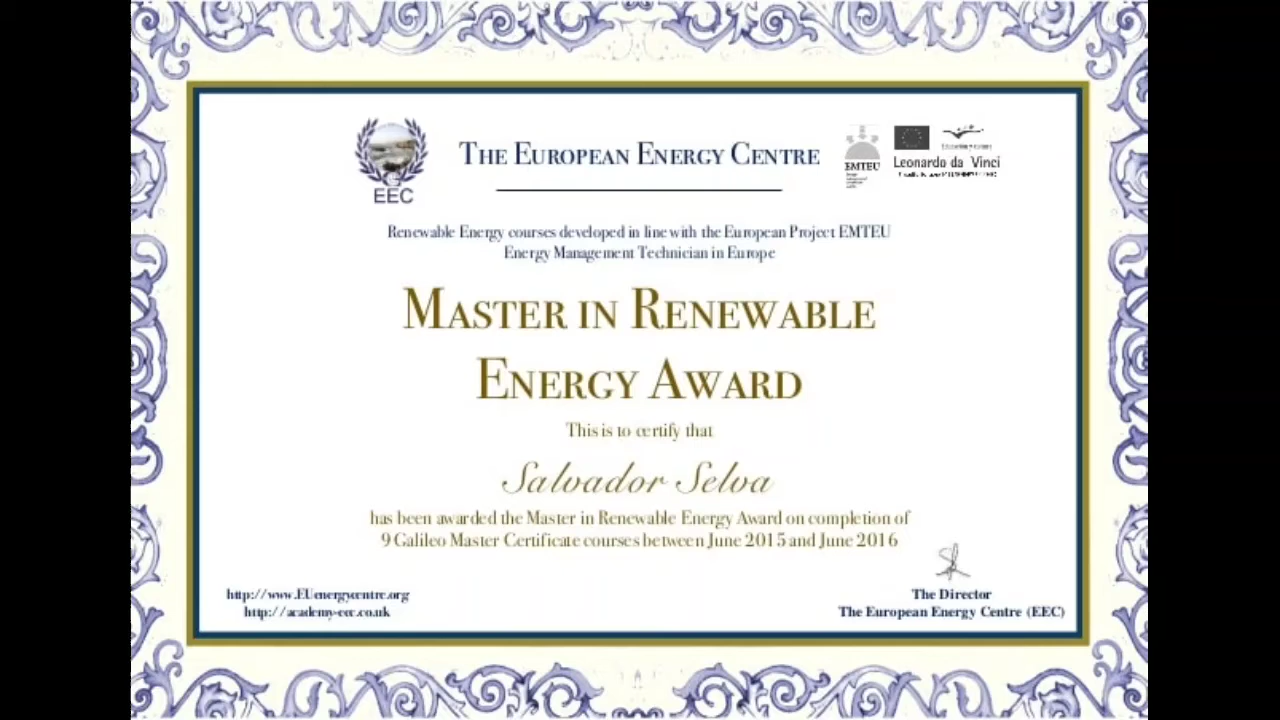 THE EUROPEAN ENERGY CENTRE
EEC
EMTEU
Leonardo da Vinci
Renewable Energy courses developed in line with the European Project EMTEU
Energy Management Technician in Europe
MASTER IN RENEWABLE
ENERGY AWARD
This is to certify that
Salvador Selva
has been awarded the Master in Renewable Energy Award on completion of
9 Galileo Master Certificate courses between June 2015 and June 2016
http://www.EUenergycentre.org
http://academy-eec.co.uk
The Director
The European Energy Centre (EEC)